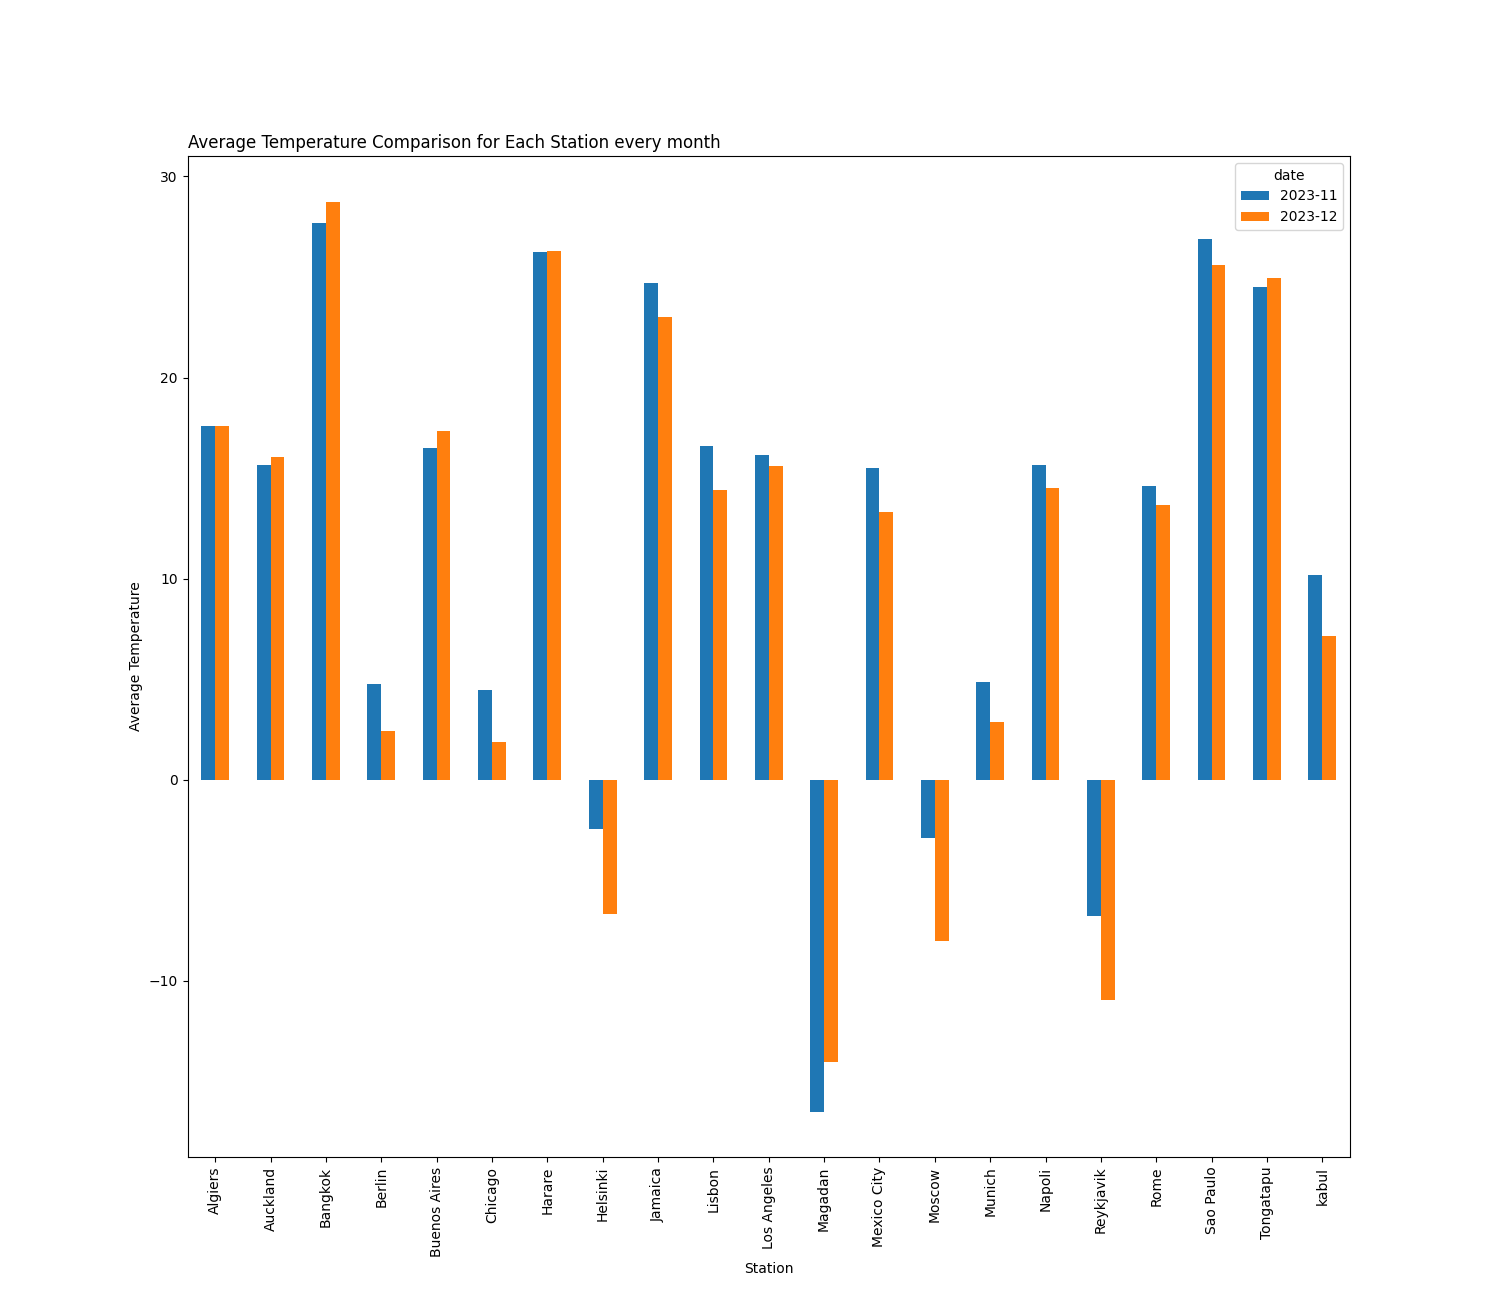 Average Temperature Comparison for Each Station every month
date
2023-11
2023-12
30
20
10
0
−10
Average Temperature
Algiers
Auckland
Bangkok
Berlin
Buenos Aires
Chicago
Harare
Helsinki
Jamaica
Lisbon
Los Angeles
Magadan
Mexico City
Moscow
Munich
Napoli
Reykjavik
Rome
Sao Paulo
Tongatapu
kabul
Station